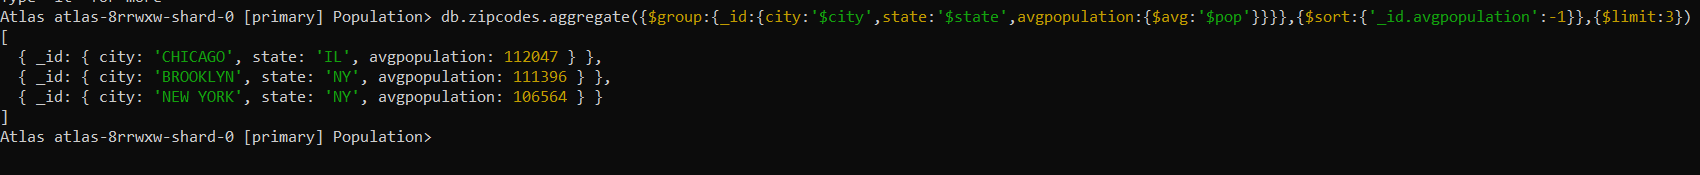 Atlas atlas-8rrwxw-shard-0 [primary] Population> db.zipcodes.aggregate({$group:{_id:{city:'$city',state:'$state',avgpopulation:{$avg:'$pop'}}}},{$sort:{'_id.avgpopulation':-1}},{$limit:3})
[
  { _id: { city: 'CHICAGO', state: 'IL', avgpopulation: 112047 } },
  { _id: { city: 'BROOKLYN', state: 'NY', avgpopulation: 111396 } },
  { _id: { city: 'NEW YORK', state: 'NY', avgpopulation: 106564 } }
]
Atlas atlas-8rrwxw-shard-0 [primary] Population>